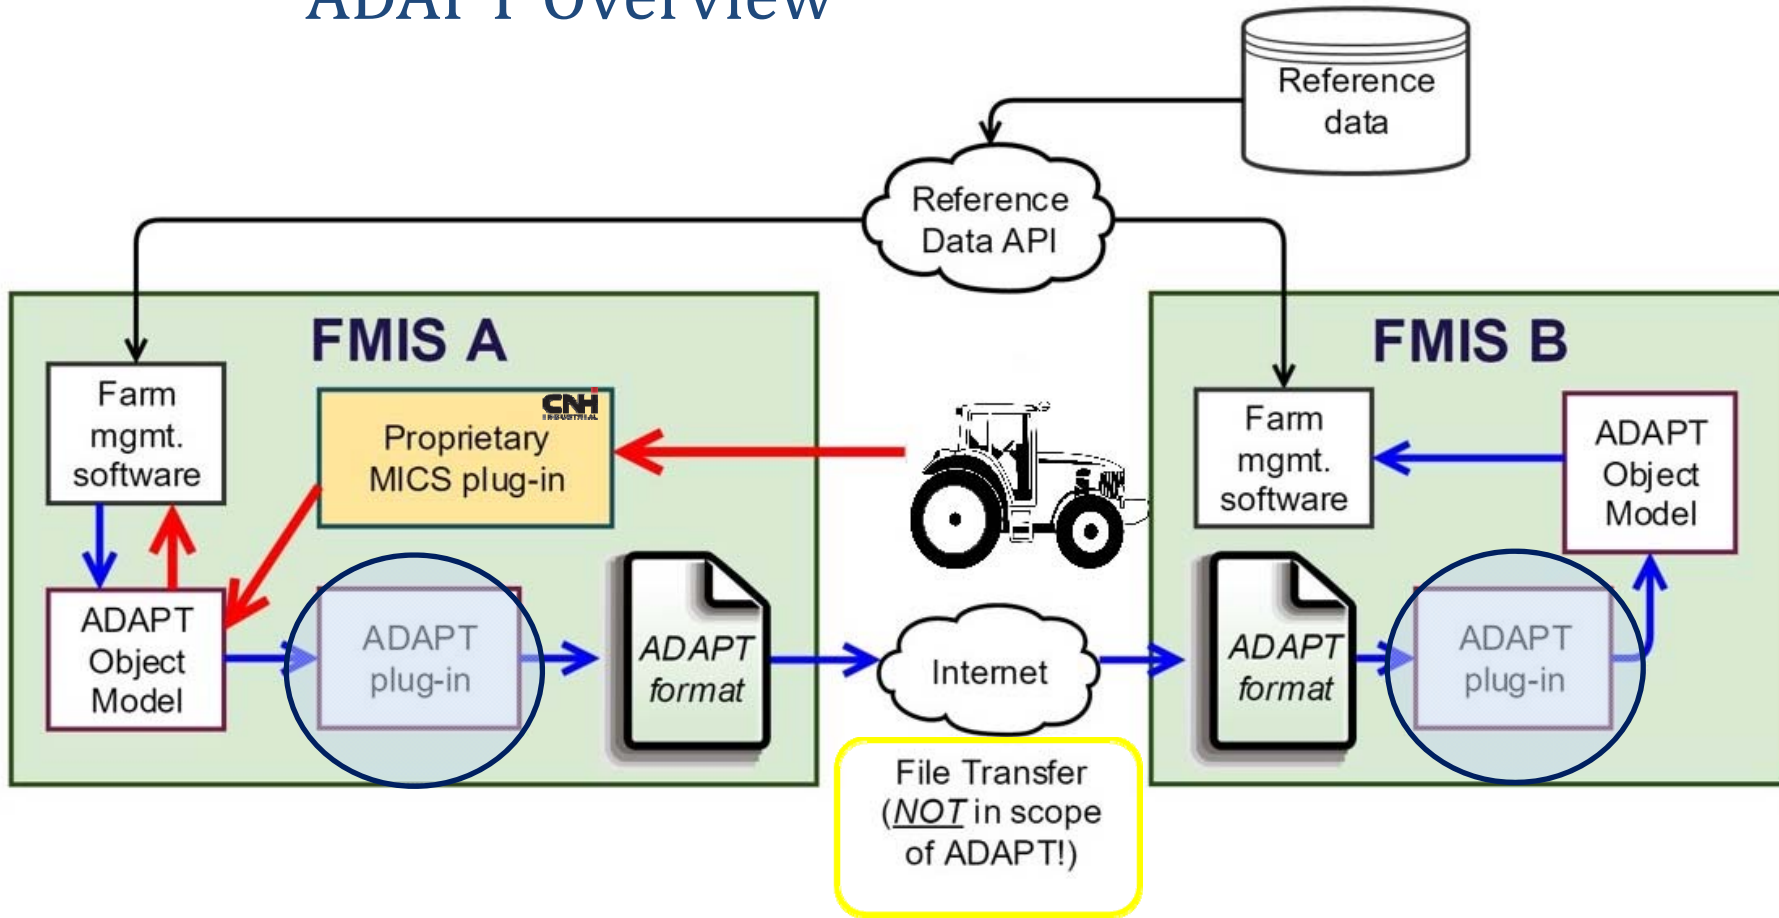 ADAPT Overview
Reference
data
Reference
Data API
FMIS A
Farm
mgmt.
software
CNH
INDUSTRIAL
Proprietary
MICS plug-in
ADAPT
Object
Model
ADAPT
plug-in
ADAPT
format
Internet
File Transfer
(NOT in scope
of ADAPT!)
FMIS B
Farm
mgmt.
software
ADAPT
Object
Model
ADAPT
format
ADAPT
plug-in